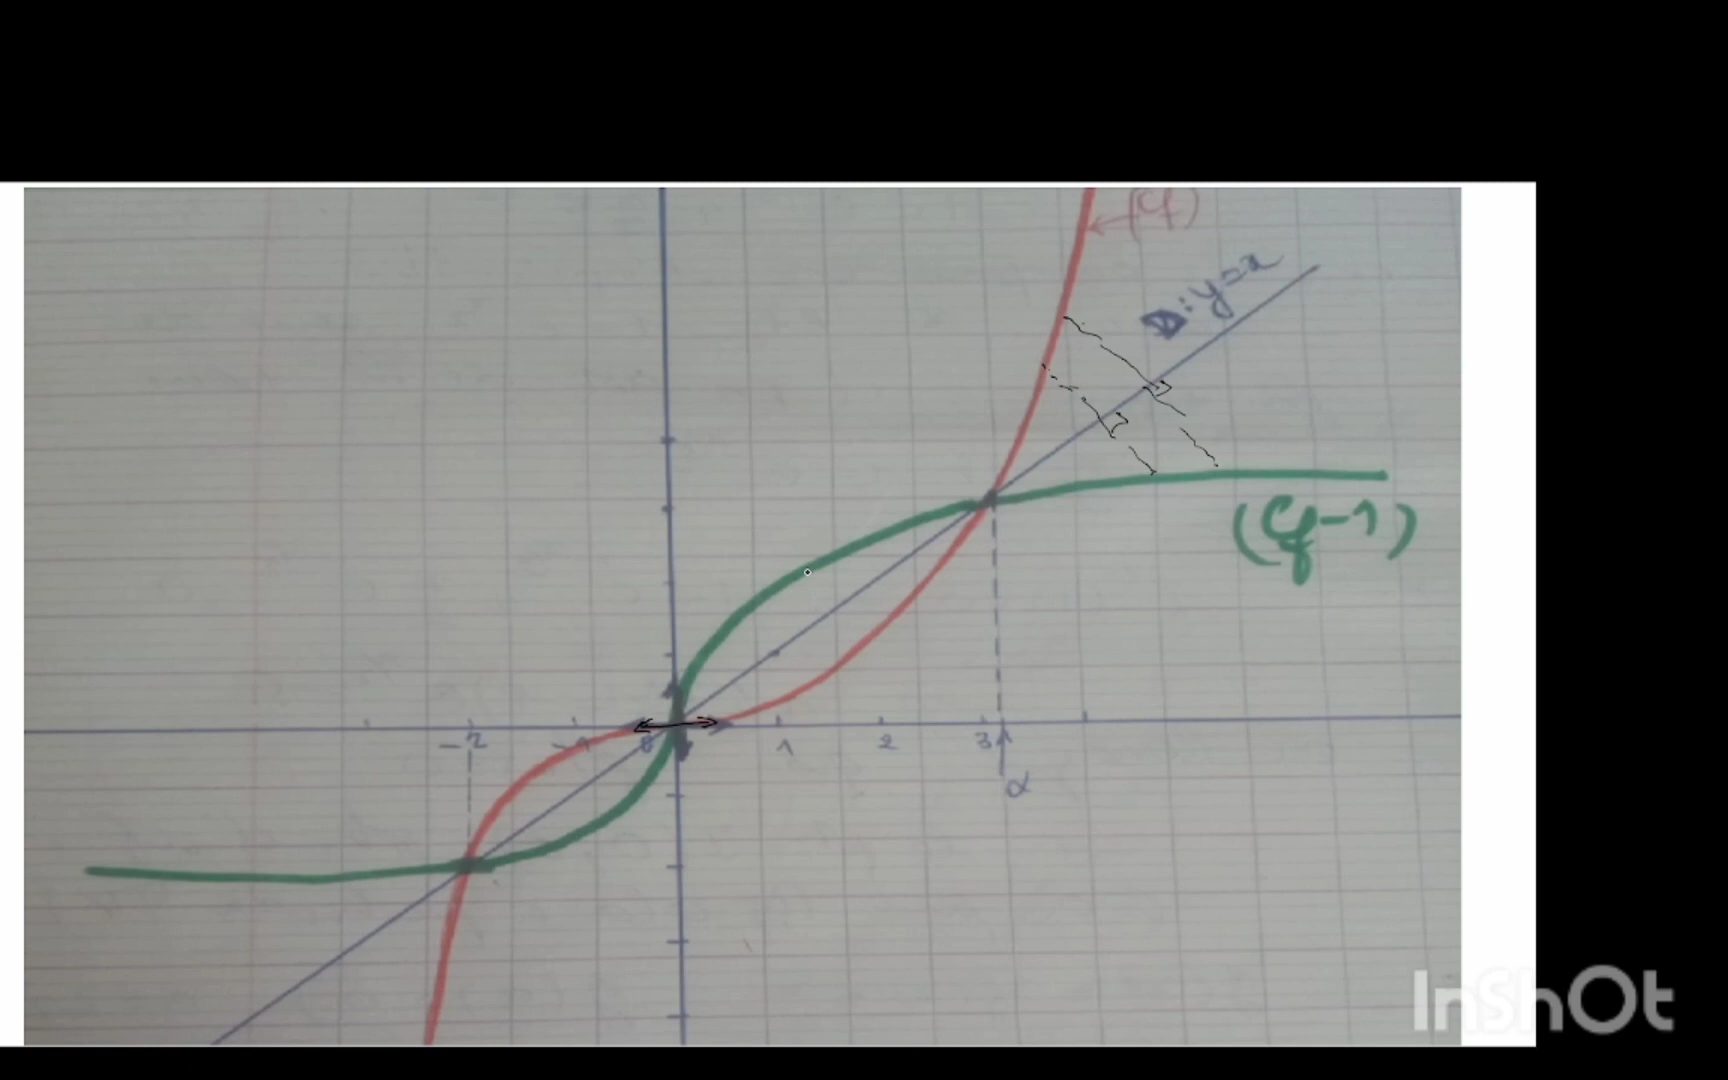 (Cf)
Δ: y=x
(Cf-1)
-2 -1 0 1 2 3
α
InShOt